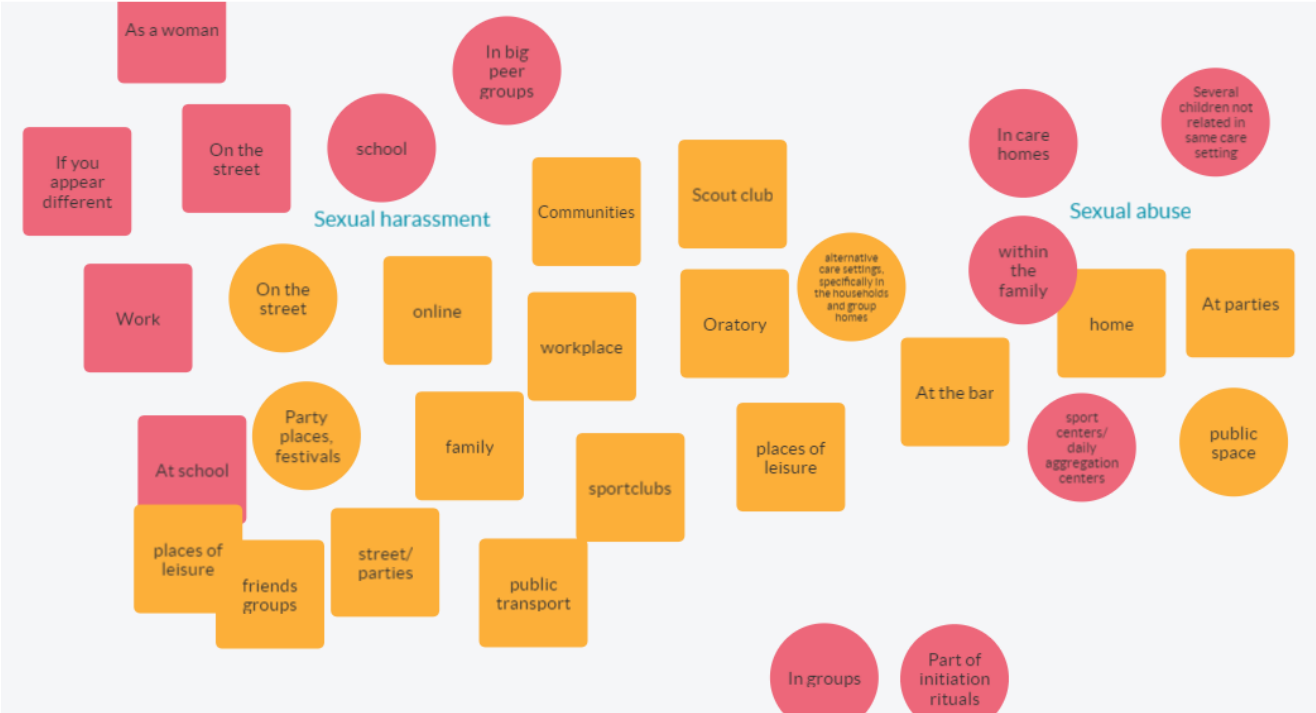 As a woman
In big
peer
groups
If you
appear
different
On the
street
school
Sexual harassment
Communities
Scout club
In care
homes
Several
children not
related in
same care
setting
Sexual abuse
Work
On the
street
online
workplace
Oratory
alternative
care settings,
specifically in
the households
and group
homes
within
the
family
home
At parties
At the bar
At school
Party
places,
festivals
family
sportclubs
places of
leisure
sport
centers/
daily
aggregation
centers
public
space
places of
leisure
friends
groups
street/
parties
public
transport
In groups
Part of
initiation
rituals